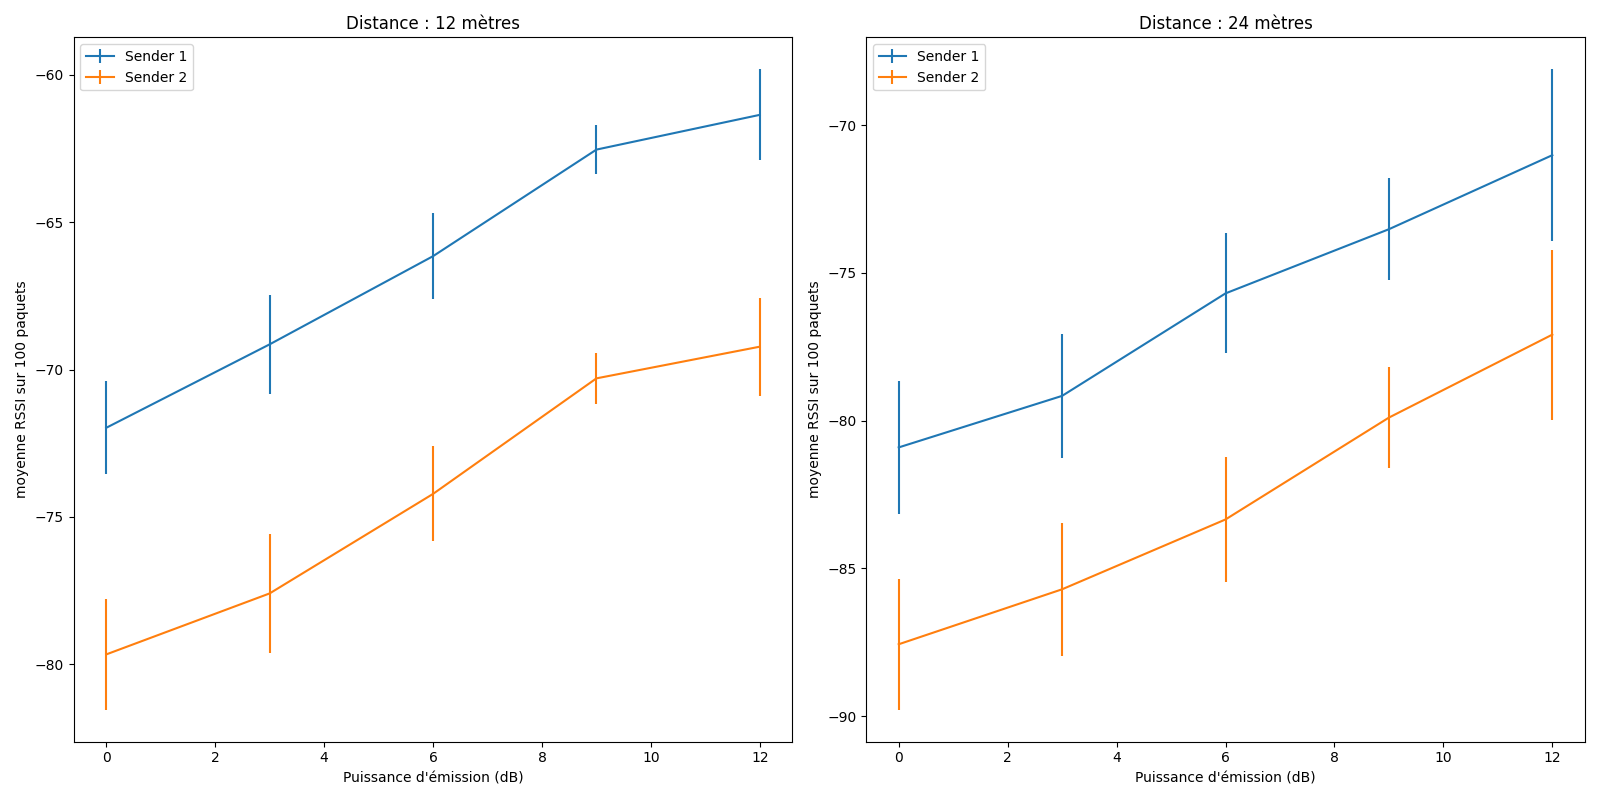 Distance : 12 mètres
Sender 1
Sender 2
−60
−65
−70
−75
−80
moyenne RSSI sur 100 paquets
0 2 4 6 8 10 12
Puissance d'émission (dB)
Distance : 24 mètres
Sender 1
Sender 2
−70
−75
−80
−85
−90
moyenne RSSI sur 100 paquets
0 2 4 6 8 10 12
Puissance d'émission (dB)